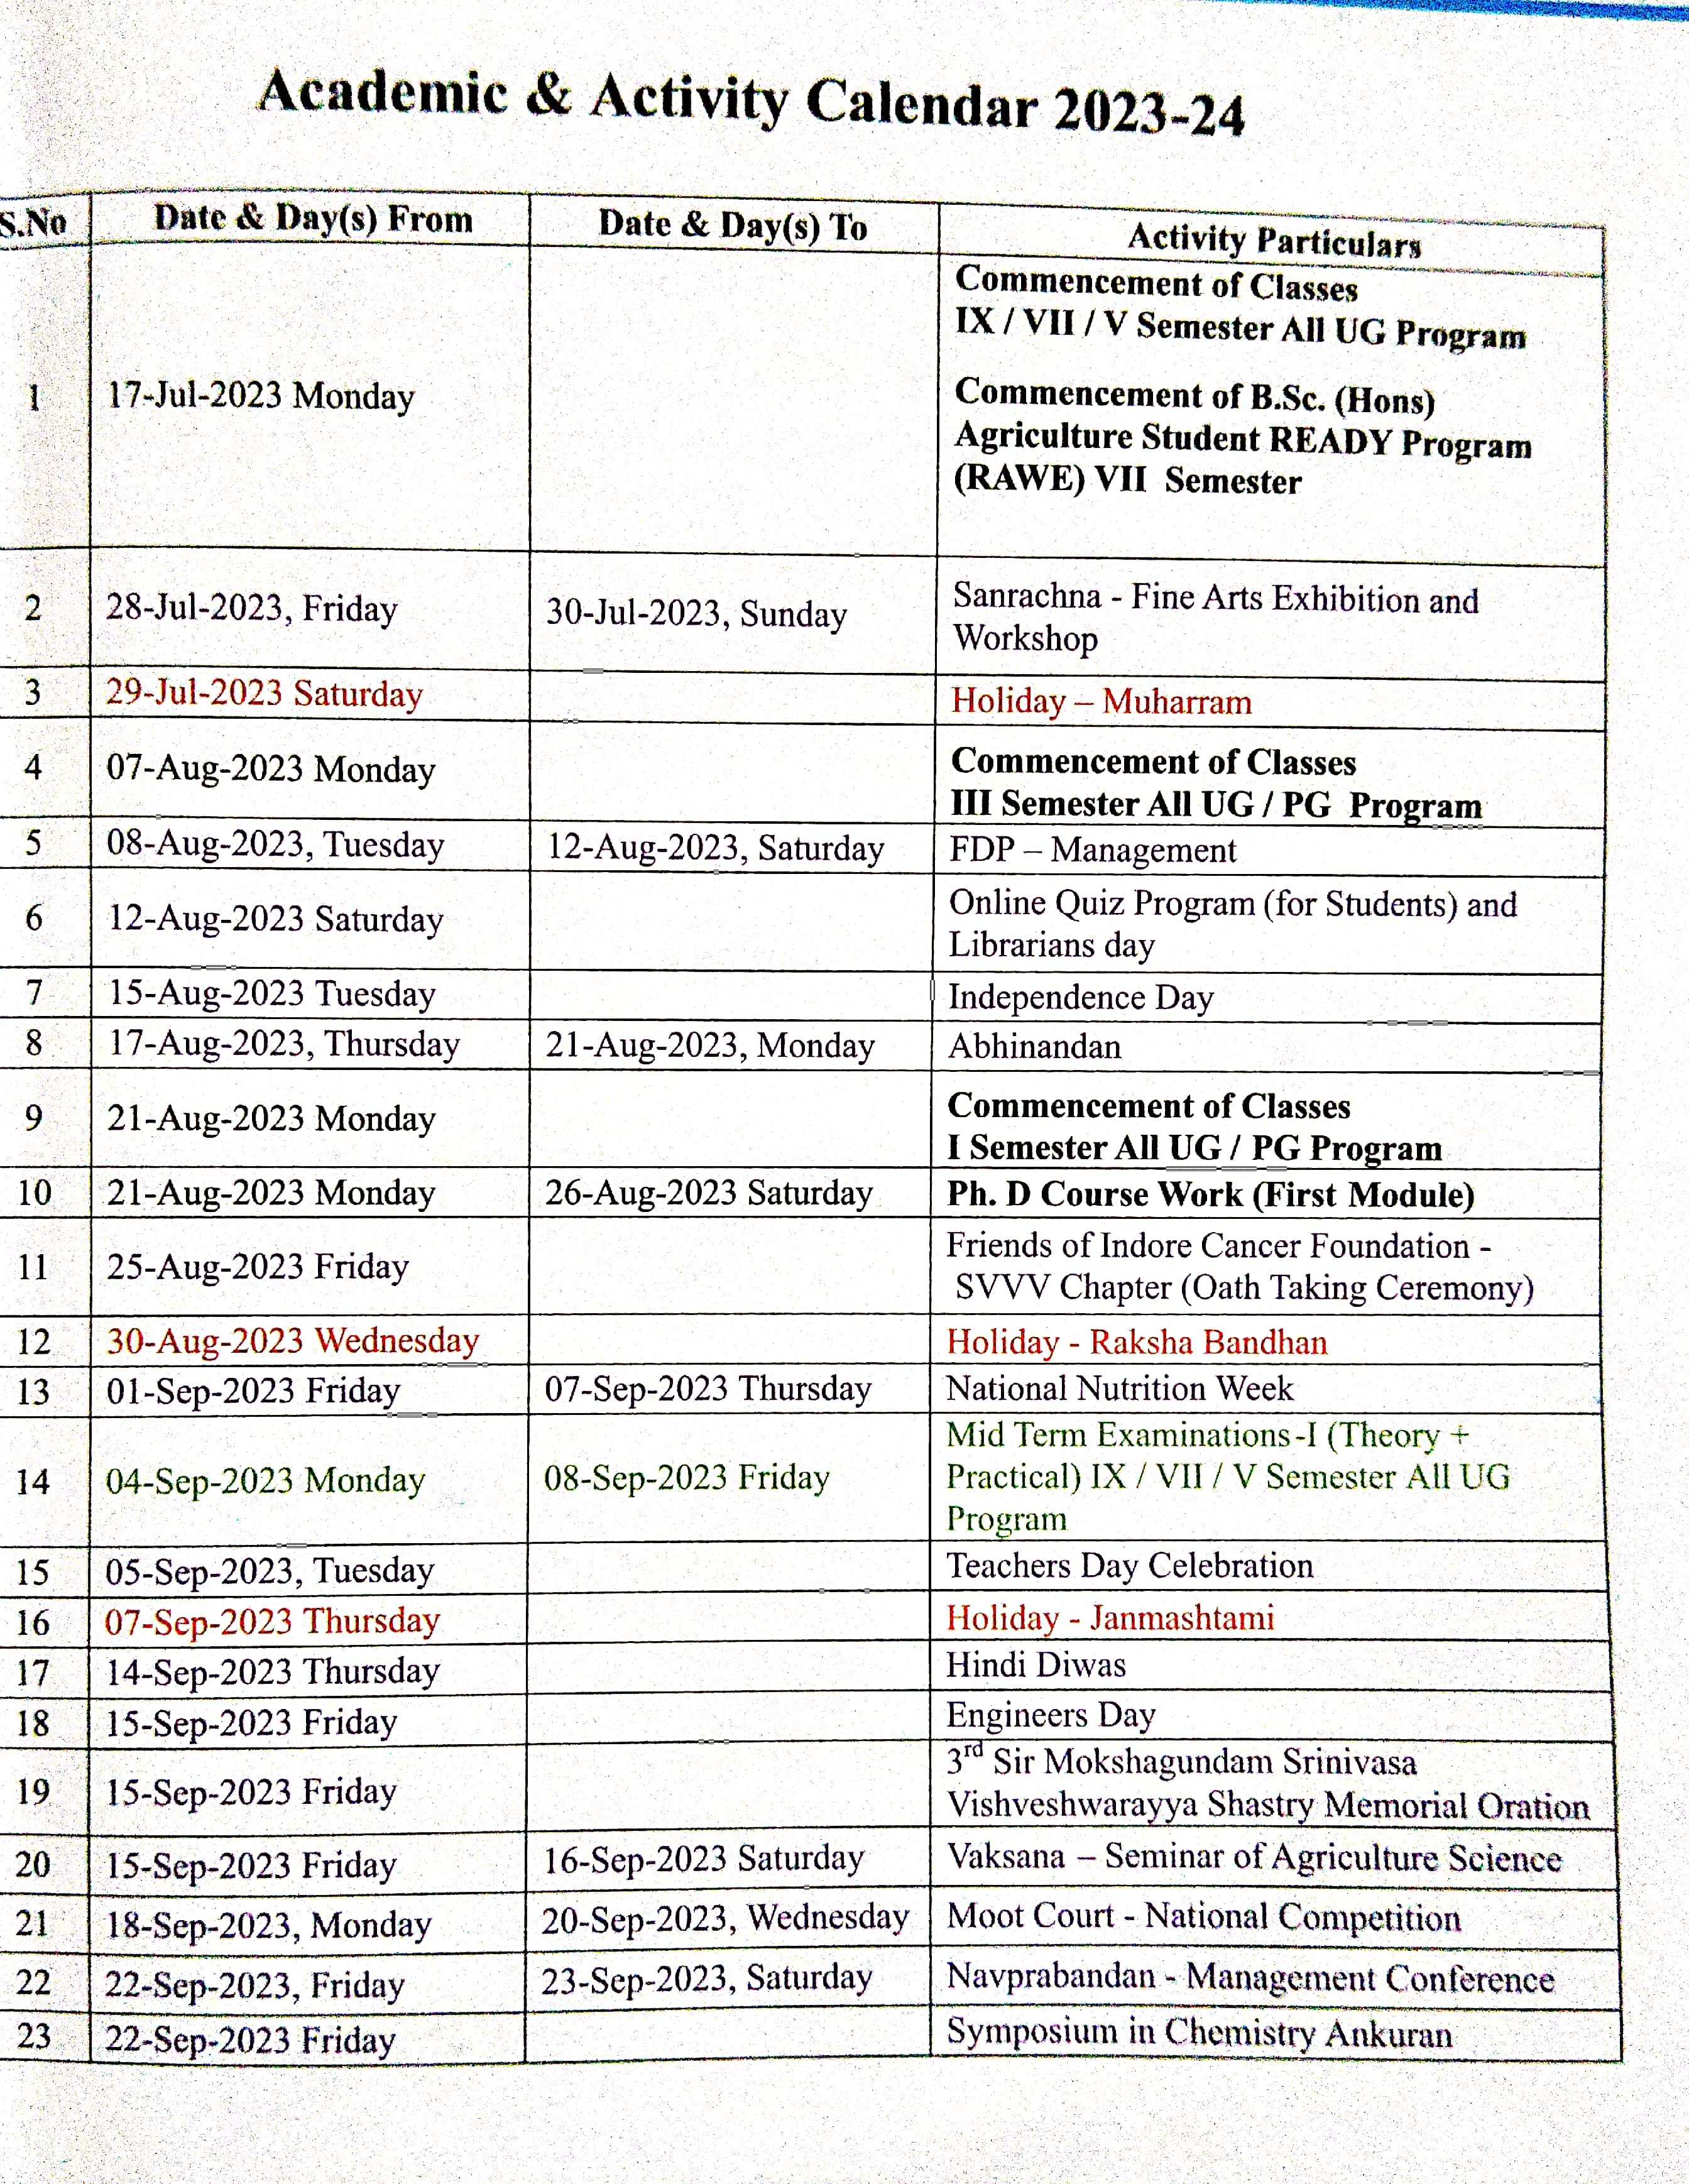 Academic & Activity Calendar 2023-24
S.No Date & Day(s) From Date & Day(s) To Activity Particulars
1 17-Jul-2023 Monday Commencement of Classes
IX / VII / V Semester All UG Program
Commencement of B.Sc. (Hons)
Agriculture Student READY Program
(RAWE) VII Semester
2 28-Jul-2023, Friday 30-Jul-2023, Sunday Sanrachna - Fine Arts Exhibition and
Workshop
3 29-Jul-2023 Saturday Holiday – Muharram
4 07-Aug-2023 Monday Commencement of Classes
III Semester All UG / PG Program
5 08-Aug-2023, Tuesday 12-Aug-2023, Saturday FDP – Management
6 12-Aug-2023 Saturday Online Quiz Program (for Students) and
Librarians day
7 15-Aug-2023 Tuesday Independence Day
8 17-Aug-2023, Thursday 21-Aug-2023, Monday Abhinandan
9 21-Aug-2023 Monday Commencement of Classes
I Semester All UG / PG Program
10 21-Aug-2023 Monday 26-Aug-2023 Saturday Ph. D Course Work (First Module)
11 25-Aug-2023 Friday Friends of Indore Cancer Foundation -
SVVV Chapter (Oath Taking Ceremony)
12 30-Aug-2023 Wednesday Holiday - Raksha Bandhan
13 01-Sep-2023 Friday 07-Sep-2023 Thursday National Nutrition Week
14 04-Sep-2023 Monday 08-Sep-2023 Friday Mid Term Examinations-I (Theory +
Practical) IX / VII / V Semester All UG
Program
15 05-Sep-2023, Tuesday Teachers Day Celebration
16 07-Sep-2023 Thursday Holiday - Janmashtami
17 14-Sep-2023 Thursday Hindi Diwas
18 15-Sep-2023 Friday Engineers Day
19 15-Sep-2023 Friday 3rd Sir Mokshagundam Srinivasa
Vishveshwarayya Shastry Memorial Oration
20 15-Sep-2023 Friday 16-Sep-2023 Saturday Vaksana – Seminar of Agriculture Science
21 18-Sep-2023, Monday 20-Sep-2023, Wednesday Moot Court - National Competition
22 22-Sep-2023, Friday 23-Sep-2023, Saturday Navprabandan - Management Conference
23 22-Sep-2023 Friday Symposium in Chemistry Ankuran